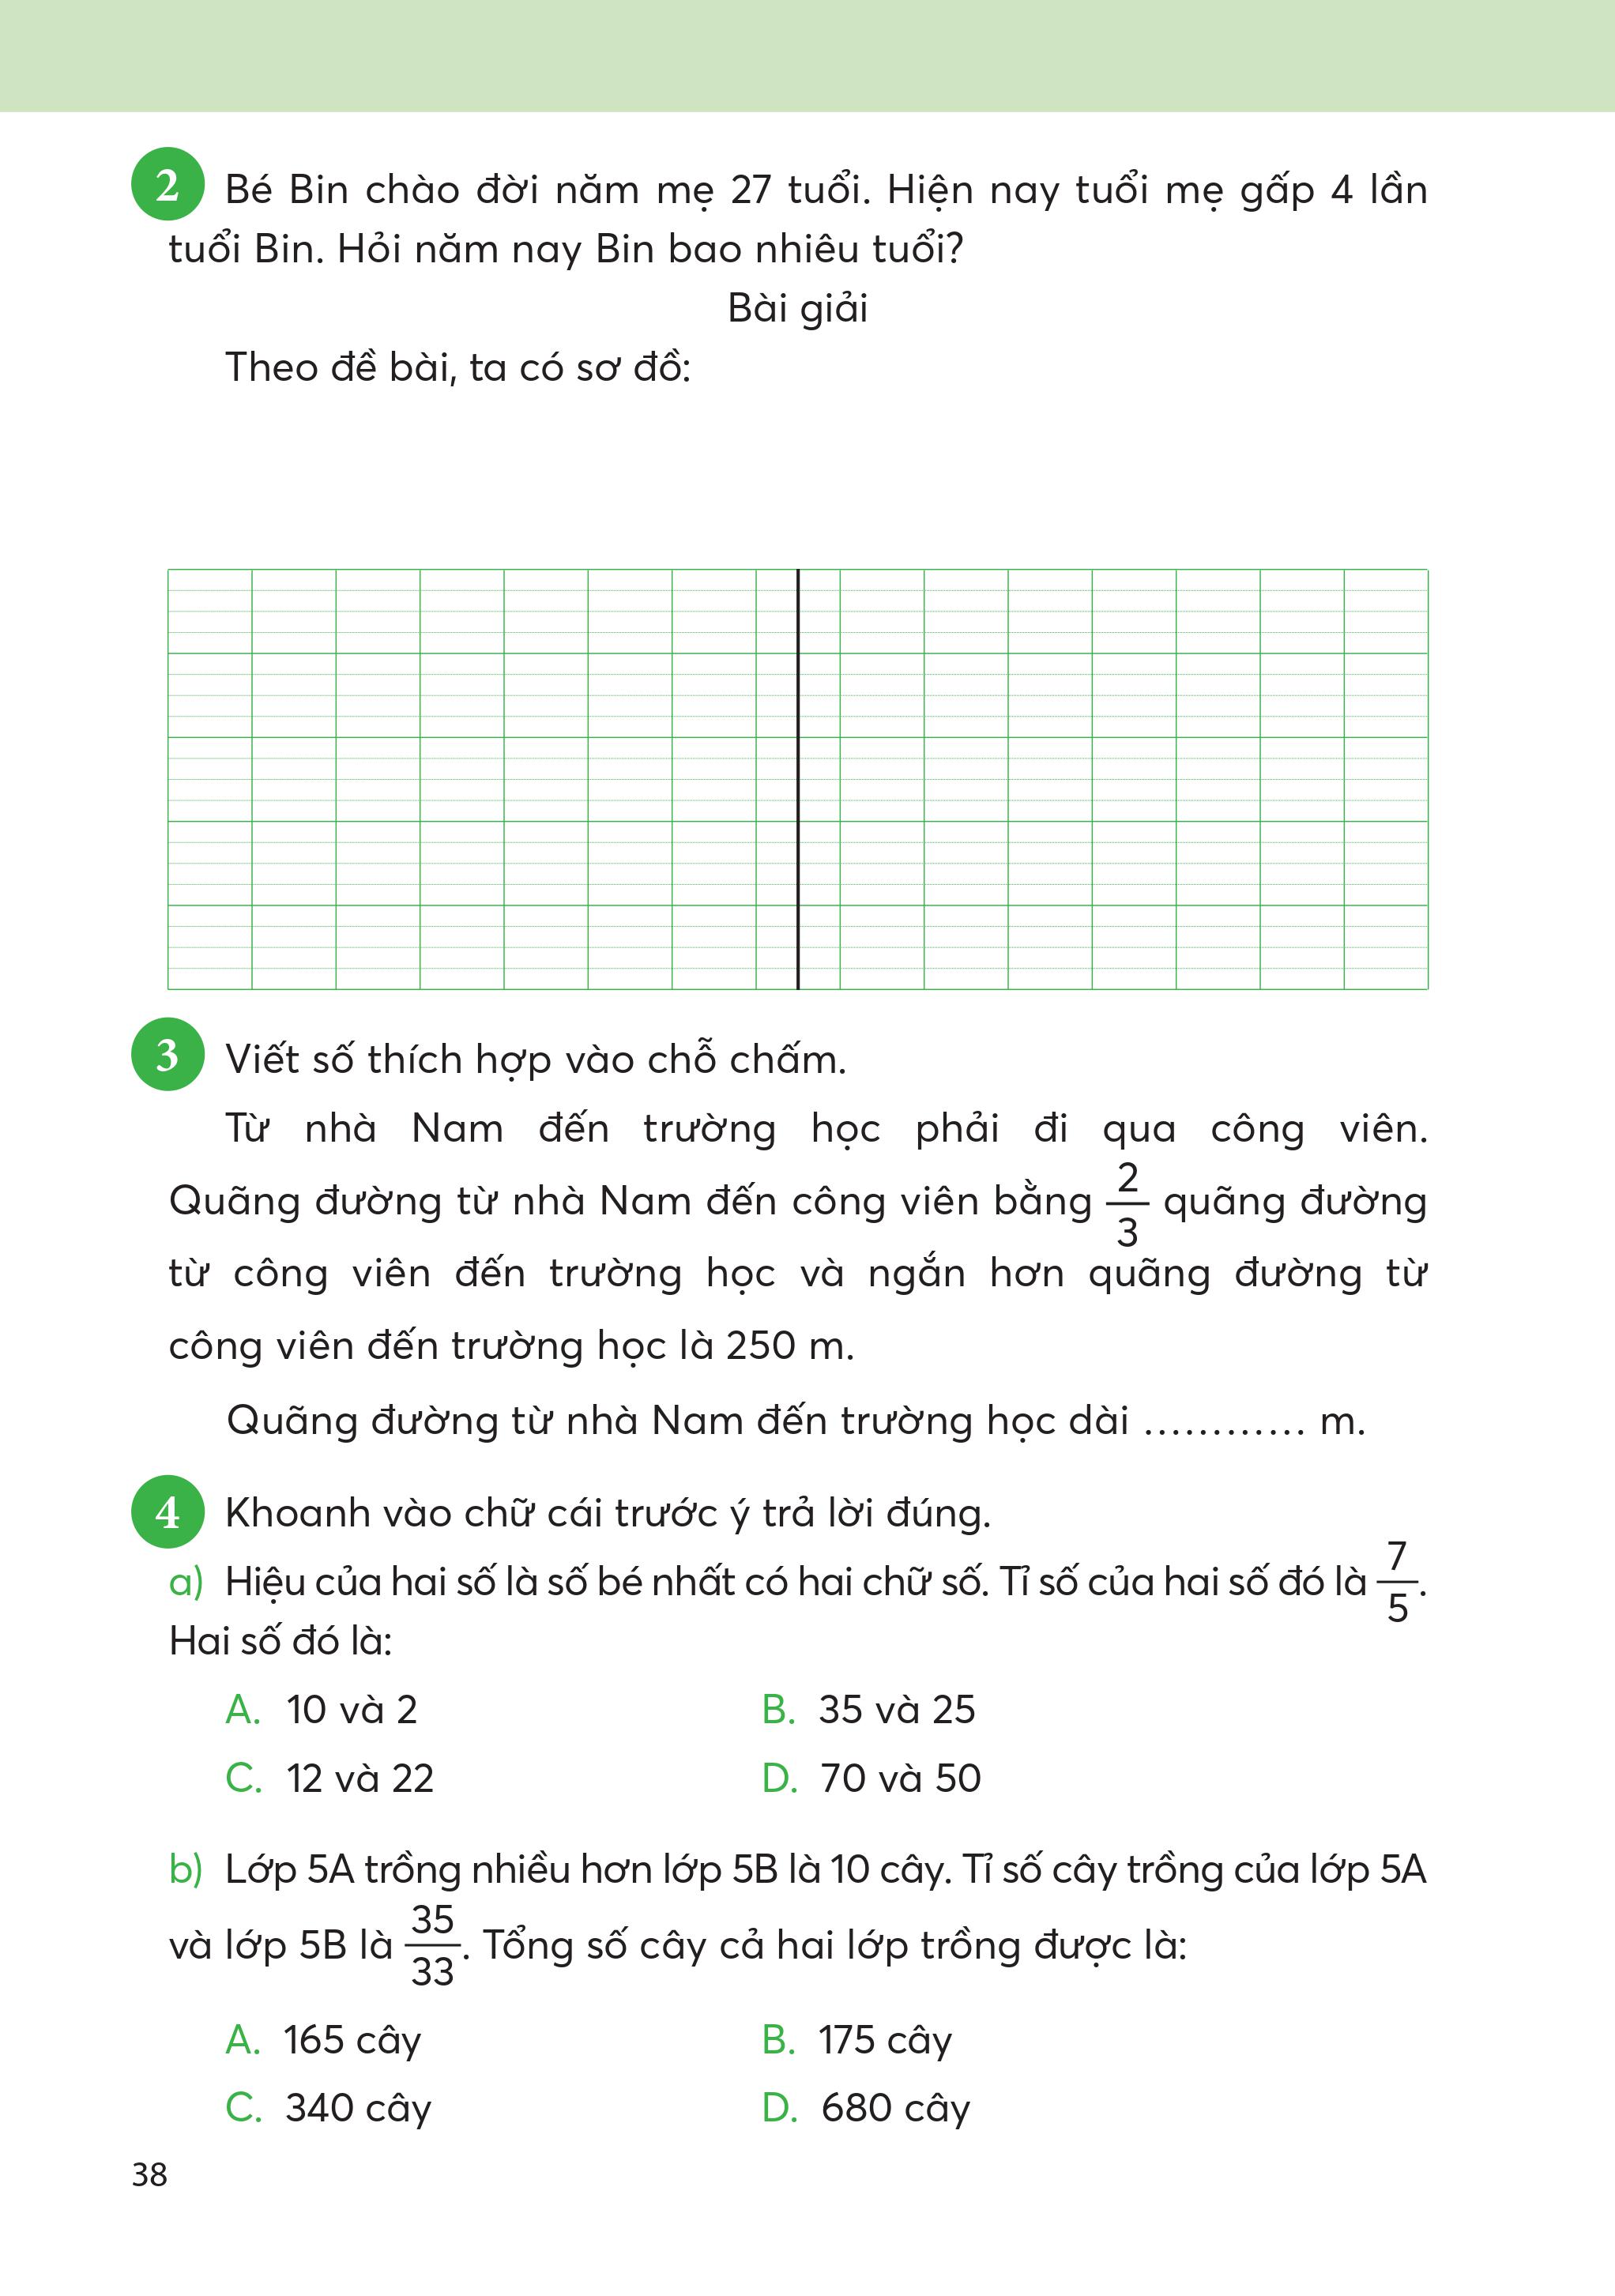 2 Bé Bin chào đời năm mẹ 27 tuổi. Hiện nay tuổi mẹ gấp 4 lần
tuổi Bin. Hỏi năm nay Bin bao nhiêu tuổi?
Bài giải
Theo đề bài, ta có sơ đồ:
3 Viết số thích hợp vào chỗ chấm.
Từ nhà Nam đến trường học phải đi qua công viên.
Quãng đường từ nhà Nam đến công viên bằng 2/3 quãng đường
từ công viên đến trường học và ngắn hơn quãng đường từ
công viên đến trường học là 250 m.
Quãng đường từ nhà Nam đến trường học dài ............ m.
4 Khoanh vào chữ cái trước ý trả lời đúng.
a) Hiệu của hai số là số bé nhất có hai chữ số. Tỉ số của hai số đó là 7/5.
Hai số đó là:
A. 10 và 2 B. 35 và 25
C. 12 và 22 D. 70 và 50
b) Lớp 5A trồng nhiều hơn lớp 5B là 10 cây. Tỉ số cây trồng của lớp 5A
và lớp 5B là 35/33. Tổng số cây cả hai lớp trồng được là:
A. 165 cây B. 175 cây
C. 340 cây D. 680 cây
38